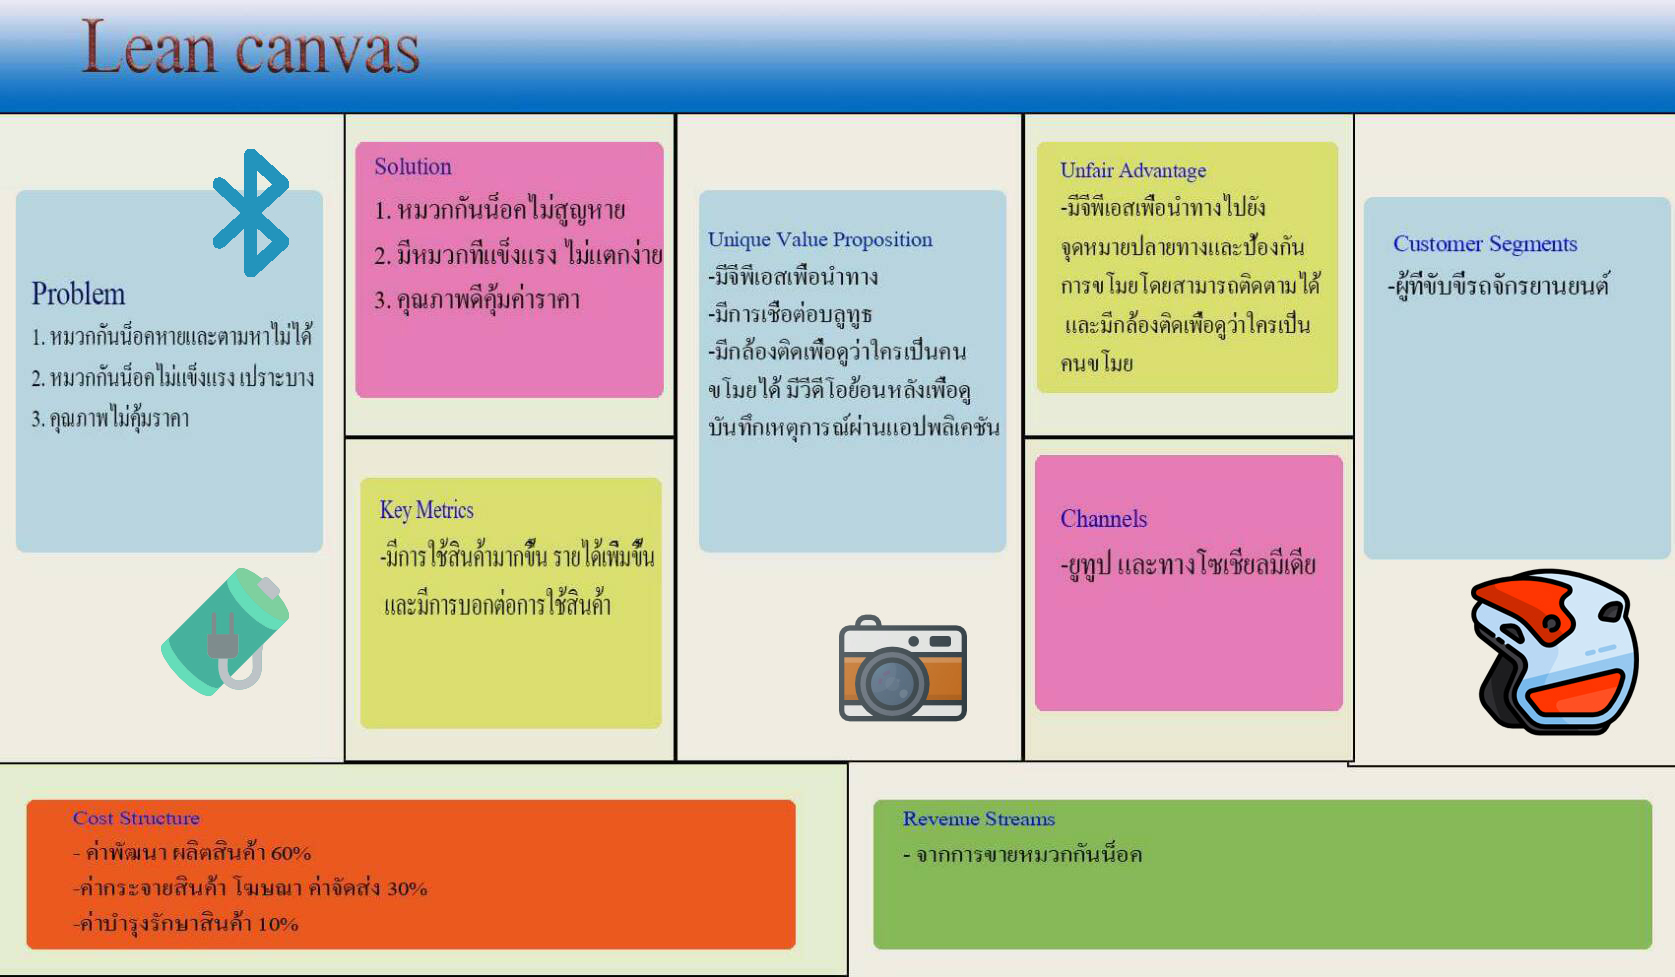 Lean canvas
Problem
1. หมวกกันน็อคหายและตามหาไม่ได้
2. หมวกกันน็อคไม่แข็งแรง เปราะบาง
3. คุณภาพไม่คุ้มราคา
Solution
1. หมวกกันน็อคไม่สูญหาย
2. มีหมวกที่แข็งแรง ไม่แตกง่าย
3. คุณภาพดีคุ้มค่าราคา
Key Metrics
-มีการใช้สินค้ามากขึ้น รายได้เพิ่มขึ้น
และมีการบอกต่อการใช้สินค้า
Unique Value Proposition
-มีจีพีเอสเพื่อนำทาง
-มีการเชื่อต่อบลูทูธ
-มีกล้องติดเพื่อดูว่าใครเป็นคน
ขโมยได้ มีวีดีโอย้อนหลังเพื่อดู
บันทึกเหตุการณ์ผ่านแอปพลิเคชัน
Unfair Advantage
-มีจีพีเอสเพื่อนำทางไปยัง
จุดหมายปลายทางและป้องกัน
การขโมยโดยสามารถติดตามได้
และมีกล้องติดเพื่อดูว่าใครเป็น
คนขโมย
Channels
-ยูทูป และทางโซเชียลมีเดีย
Customer Segments
-ผู้ที่ขับขี่รถจักรยานยนต์
Cost Structure
- ค่าพัฒนา ผลิตสินค้า 60%
-ค่ากระจายสินค้า โฆษณา ค่าจัดส่ง 30%
-ค่าบำรุงรักษาสินค้า 10%
Revenue Streams
- จากการขายหมวกกันน็อค